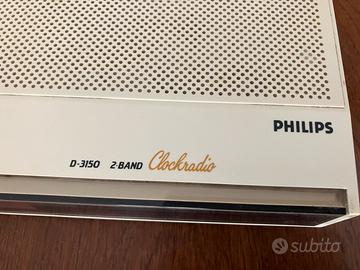 PHILIPS
D-3150 2-BAND Clockradio
subito